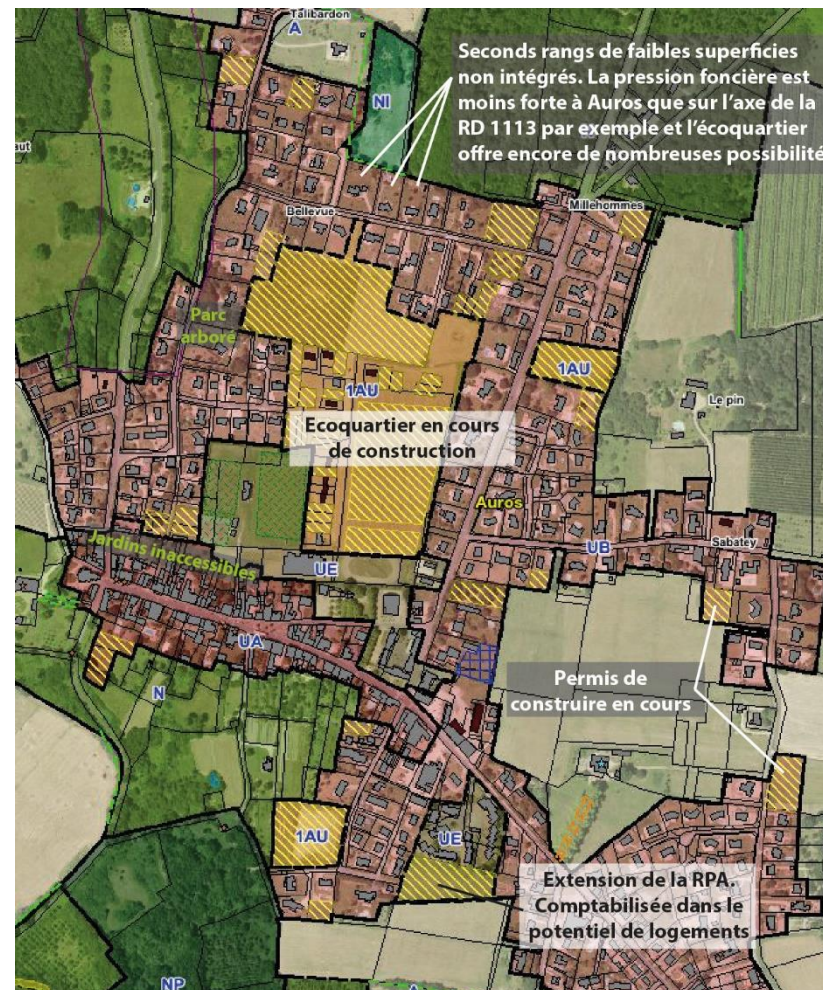 Talibardon
A
Seconds rangs de faibles superficies
non intégrés. La pression foncière est
moins forte à Auros que sur l'axe de la
RD 1113 par exemple et l'écoquartier
offre encore de nombreuses possibilité
NI
aut
Bellevue
Millehommes
Parc
arboré
1AU
1AU
Le pin
Ecoquartier en cours
de construction
Auros
Jardins inaccessibles
UE
UB
Sabatey
UA
N
Permis de
construire en cours
1AU
UE
Extension de la RPA.
Comptabilisée dans le
potentiel de logements
NP